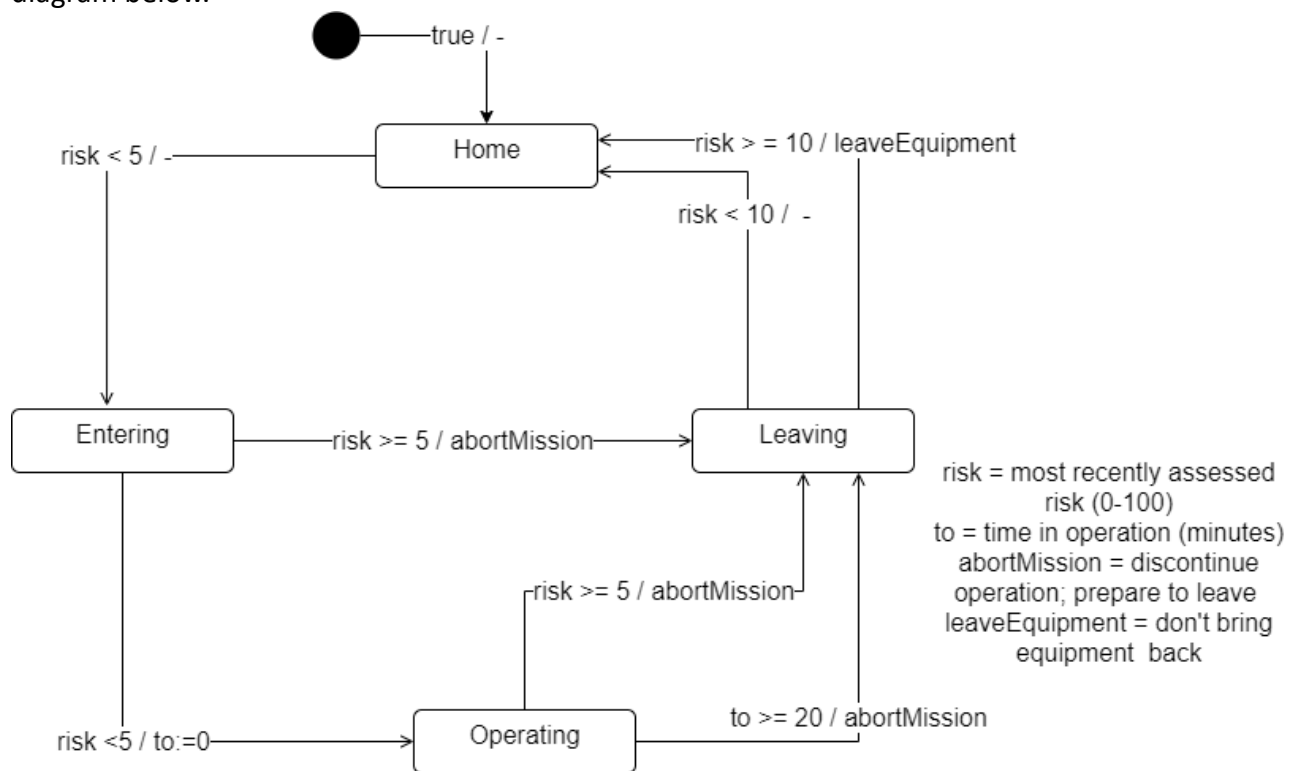 diagram below.
true / -
Home
risk > = 10 / leaveEquipment
risk < 5 / -
risk < 10 /  -
Entering
risk >= 5 / abortMission
Leaving
risk = most recently assessed
risk (0-100)
to = time in operation (minutes)
abortMission = discontinue
operation; prepare to leave
leaveEquipment = don't bring
equipment  back
risk >= 5 / abortMission
to >= 20 / abortMission
risk <5 / to:=0
Operating